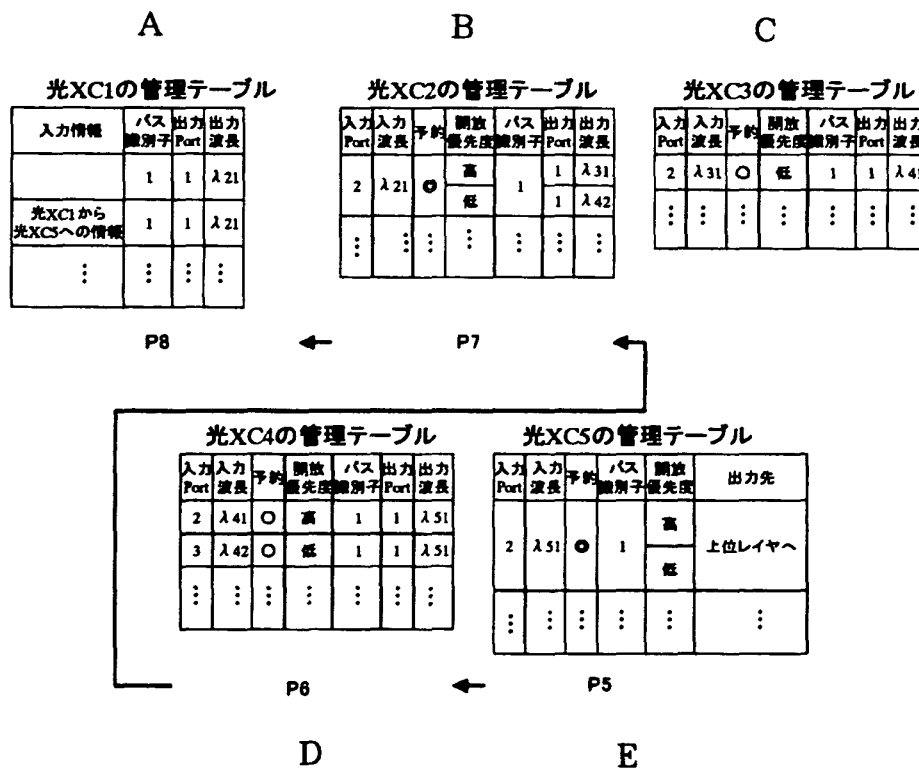 A
B
C
光XC1の管理テーブル
入力情報 パス識別子 出力Port 出力波長
1 1 λ21
光XC1から光XC5への情報 1 1 λ21
⋮ ⋮ ⋮ ⋮
光XC2の管理テーブル
入力Port 入力波長 予約 開放優先度 パス識別子 出力Port 出力波長
2 λ21 ◎ 高 1 1 λ31
低 1 λ42
⋮ ⋮ ⋮ ⋮ ⋮ ⋮ ⋮
光XC3の管理テーブル
入力Port 入力波長 予約 開放優先度 パス識別子 出力Port 出力波長
2 λ31 ○ 低 1 1 λ41
⋮ ⋮ ⋮ ⋮ ⋮ ⋮ ⋮
P8 ← P7 ←
光XC4の管理テーブル
入力Port 入力波長 予約 開放優先度 パス識別子 出力Port 出力波長
2 λ41 ○ 高 1 1 λ51
3 λ42 ○ 低 1 1 λ51
⋮ ⋮ ⋮ ⋮ ⋮ ⋮ ⋮
光XC5の管理テーブル
入力Port 入力波長 予約 パス識別子 開放優先度 出力先
2 λ51 ◎ 1 高 上位レイヤへ
低
⋮ ⋮ ⋮ ⋮ ⋮ ⋮
P6 ← P5
D
E